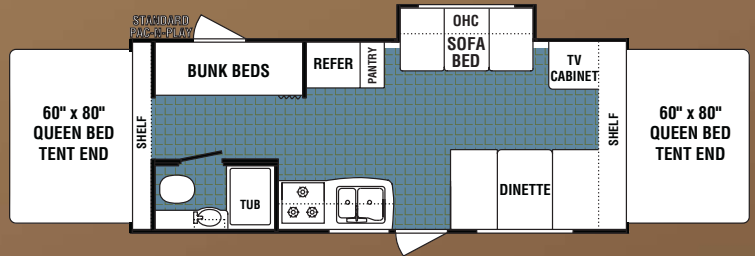 STANDARD
PAC-N-PLAY
60" x 80"
QUEEN BED
TENT END
SHELF
BUNK BEDS
REFER
PANTRY
OHC
SOFA
BED
TV
CABINET
SHELF
60" x 80"
QUEEN BED
TENT END
TUB
DINETTE